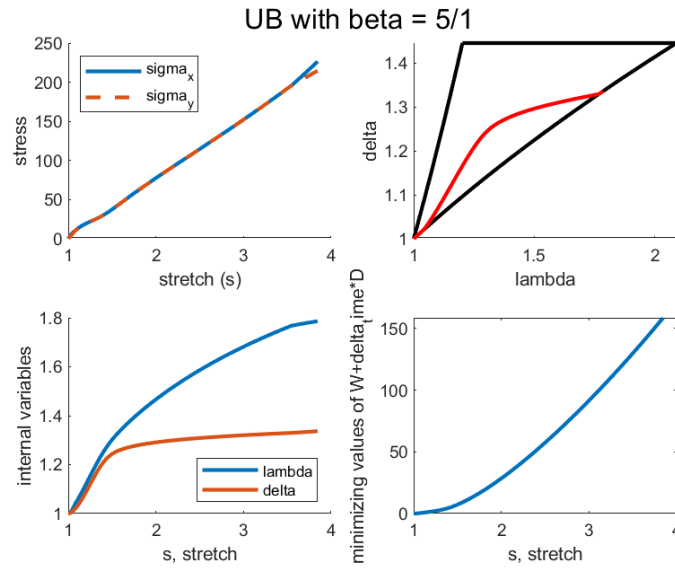 UB with beta = 5/1
250
200
150
100
50
0
stress
sigma_x
sigma_y
1 2 3 4
stretch (s)
1.4
1.3
1.2
1.1
1
delta
1 1.5 2
lambda
1.8
1.6
1.4
1.2
1
internal variables
lambda
delta
1 2 3 4
s, stretch
150
100
50
0
minimizing values of W+delta_time*D
1 2 3 4
s, stretch